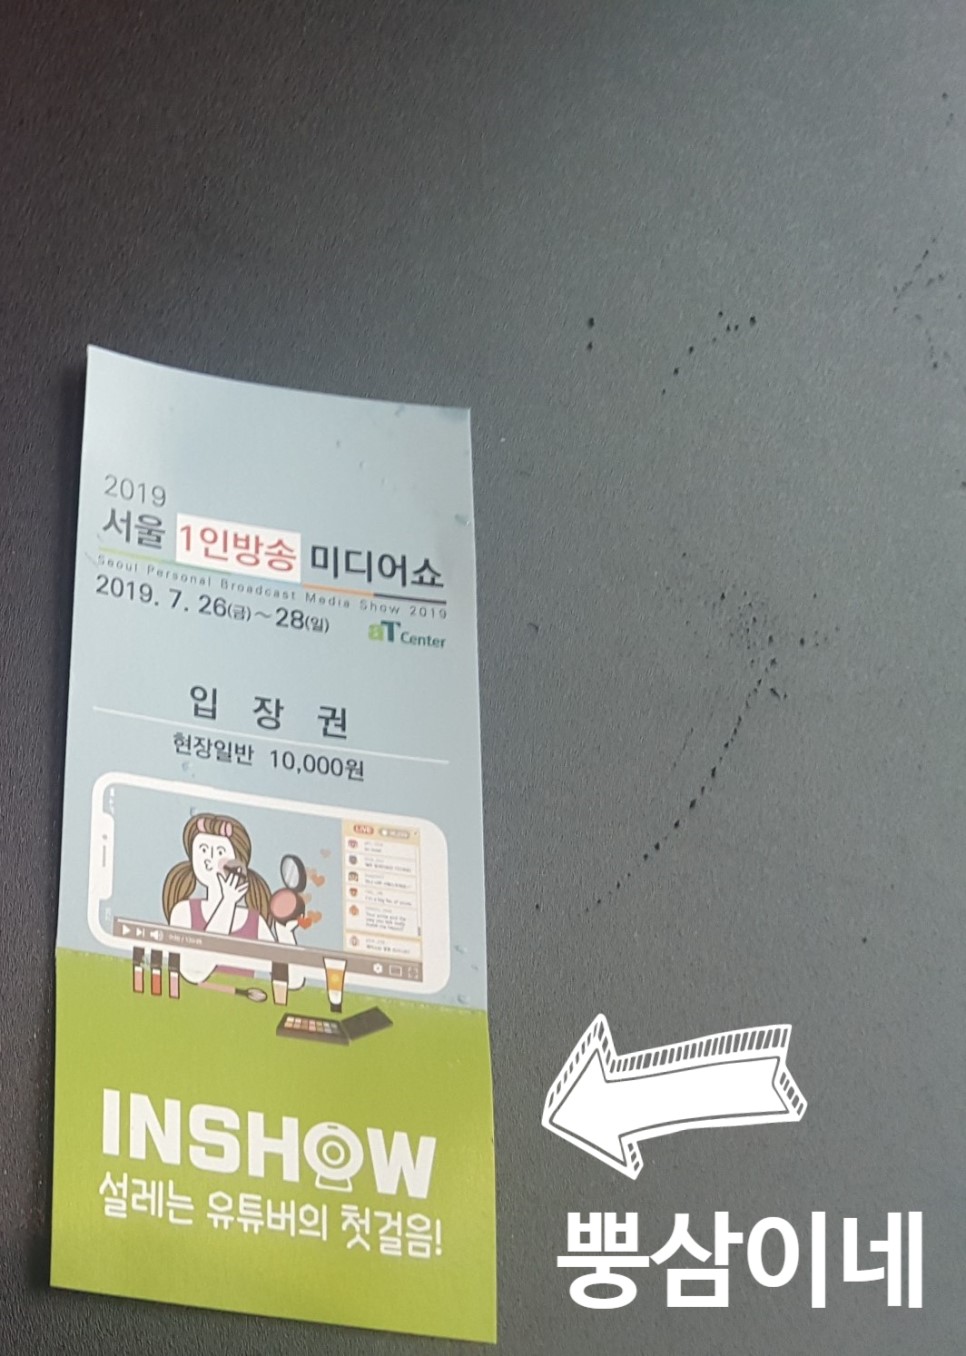 2019
서울 1인방송 미디어쇼
Seoul Personal Broadcast Media Show 2019
2019. 7. 26(금)~28(일)
aT Center
입 장 권
현장일반 10,000원
LIVE
INSHOW
설레는 유튜버의 첫걸음!
뿡삼이네